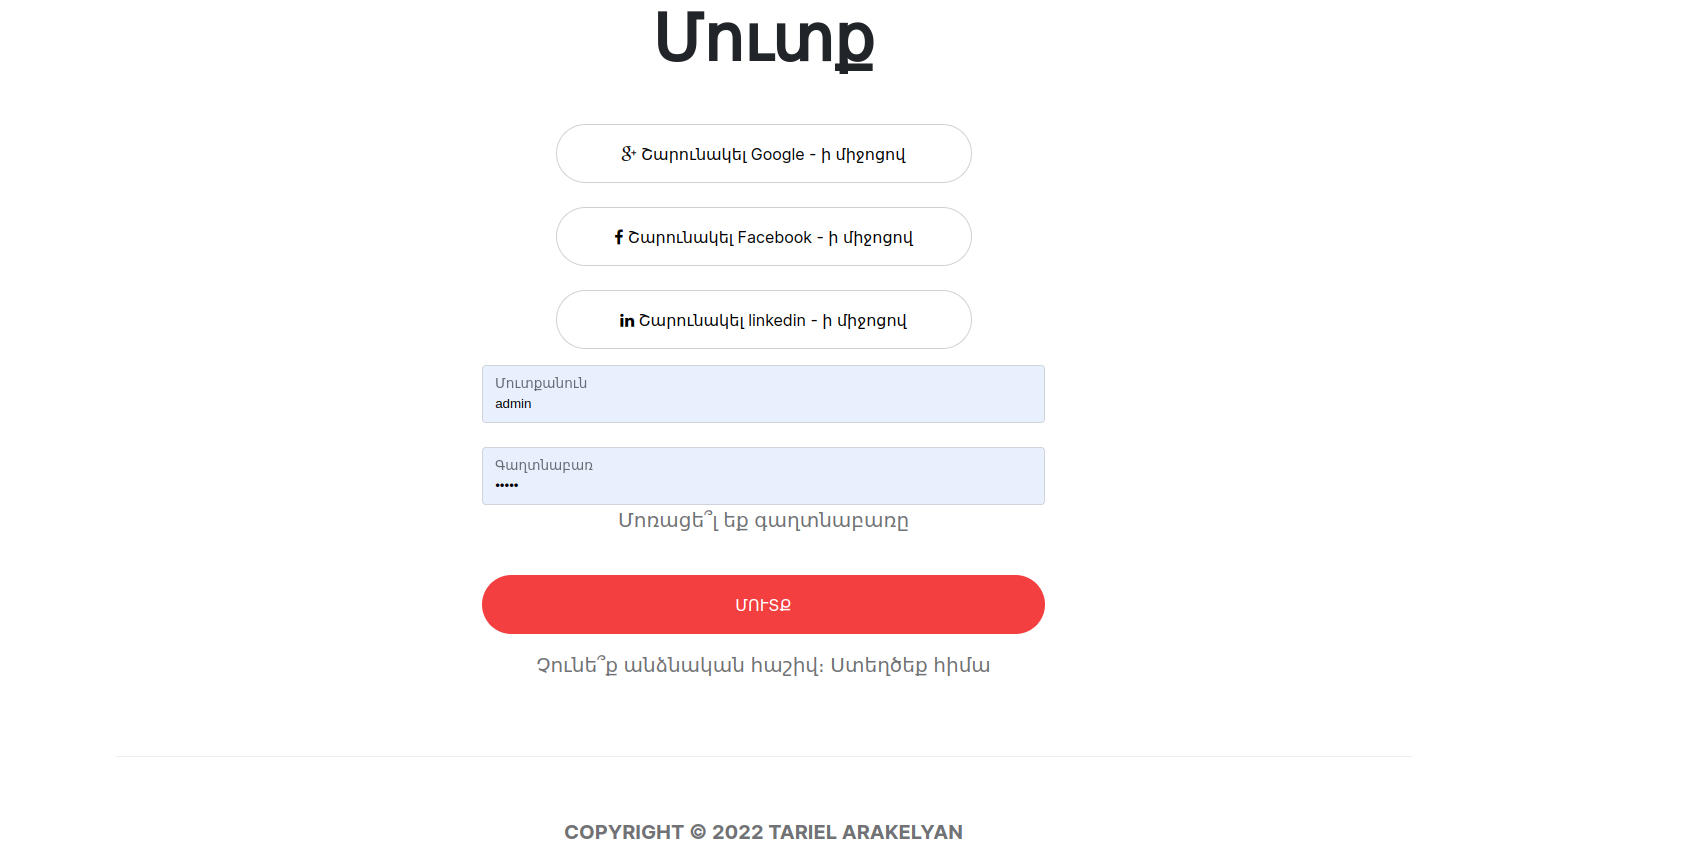 Մուտք
Շարունակել Google - ի միջոցով
Շարունակել Facebook - ի միջոցով
Շարունակել linkedin - ի միջոցով
Մուտքանուն
admin
Գաղտնաբառ
•••••
Մոռացե՞լ եք գաղտնաբառը
ՄՈՒՏՔ
Չունե՞ք անձնական հաշիվ։ Ստեղծեք հիմա
COPYRIGHT © 2022 TARIEL ARAKELYAN